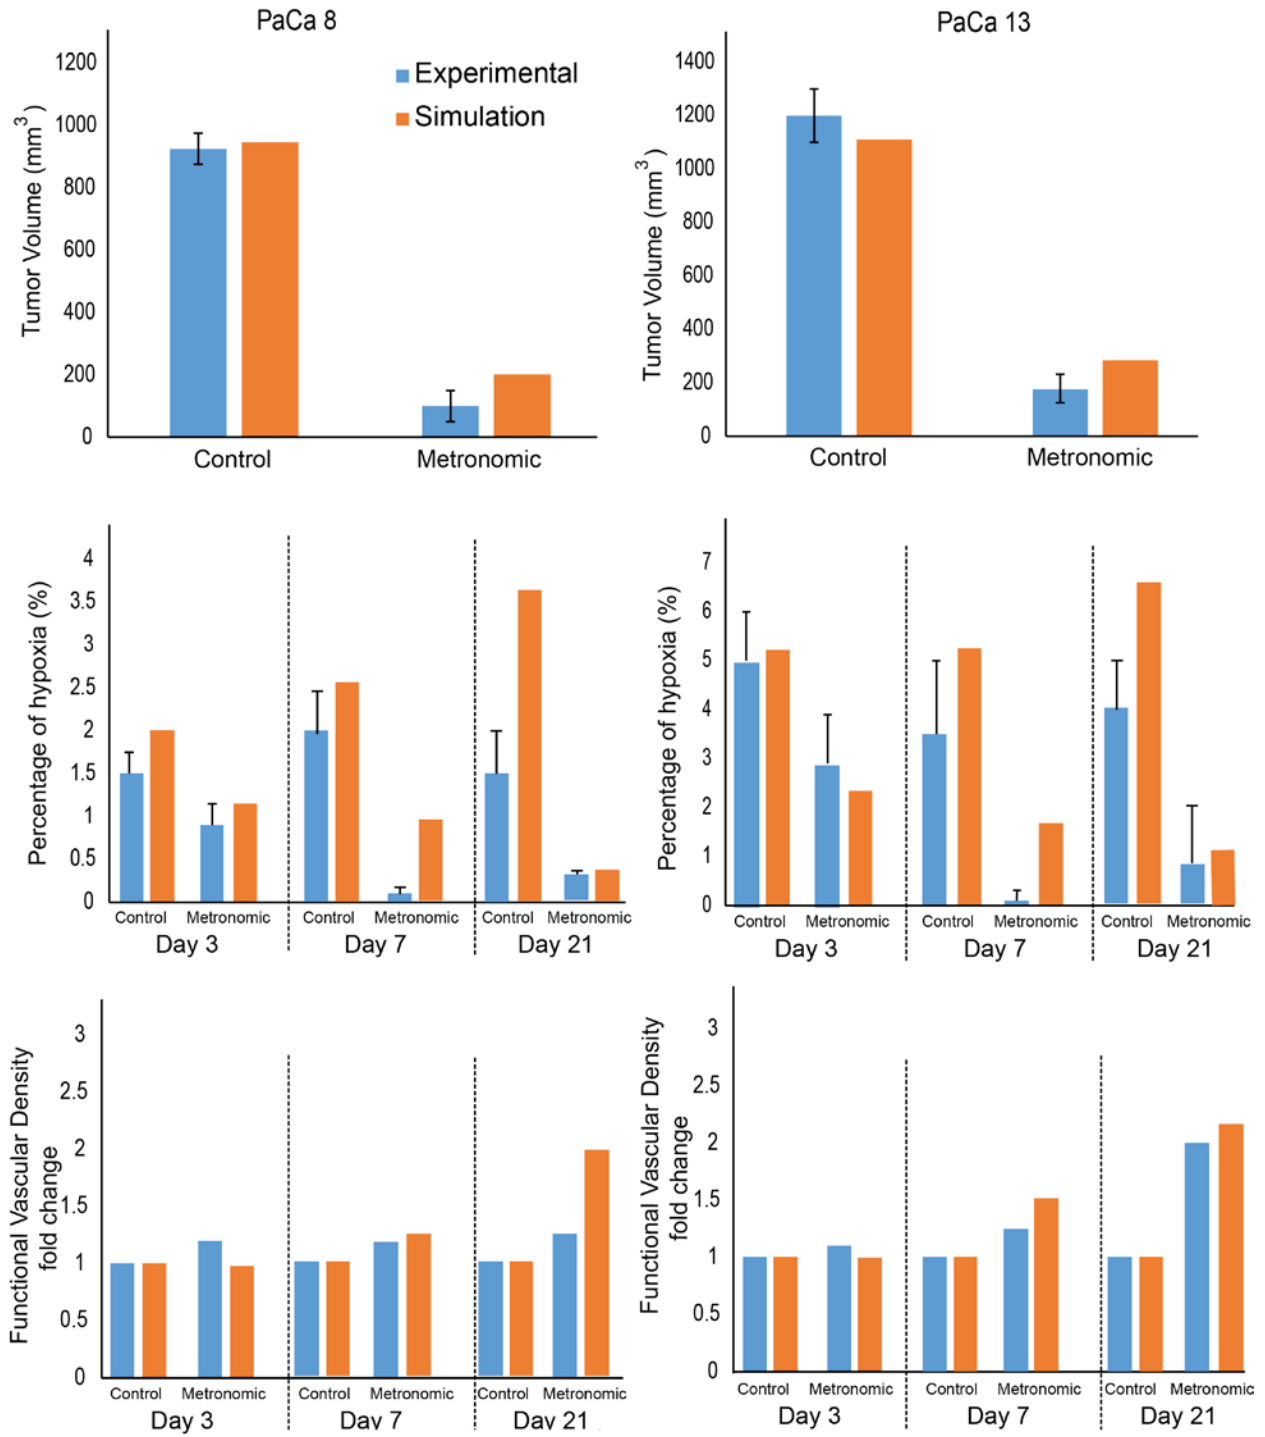 PaCa 8
PaCa 13
Experimental
Simulation
Tumor Volume (mm3)
1200
1000
800
600
400
200
0
Control Metronomic
Tumor Volume (mm3)
1400
1200
1000
800
600
400
200
0
Control Metronomic
Percentage of hypoxia (%)
4
3.5
3
2.5
2
1.5
1
0.5
0
Control Metronomic Control Metronomic Control Metronomic
Day 3 Day 7 Day 21
Percentage of hypoxia (%)
7
6
5
4
3
2
1
0
Control Metronomic Control Metronomic Control Metronomic
Day 3 Day 7 Day 21
Functional Vascular Density
fold change
3
2.5
2
1.5
1
0.5
0
Control Metronomic Control Metronomic Control Metronomic
Day 3 Day 7 Day 21
Functional Vascular Density
fold change
3
2.5
2
1.5
1
0.5
0
Control Metronomic Control Metronomic Control Metronomic
Day 3 Day 7 Day 21